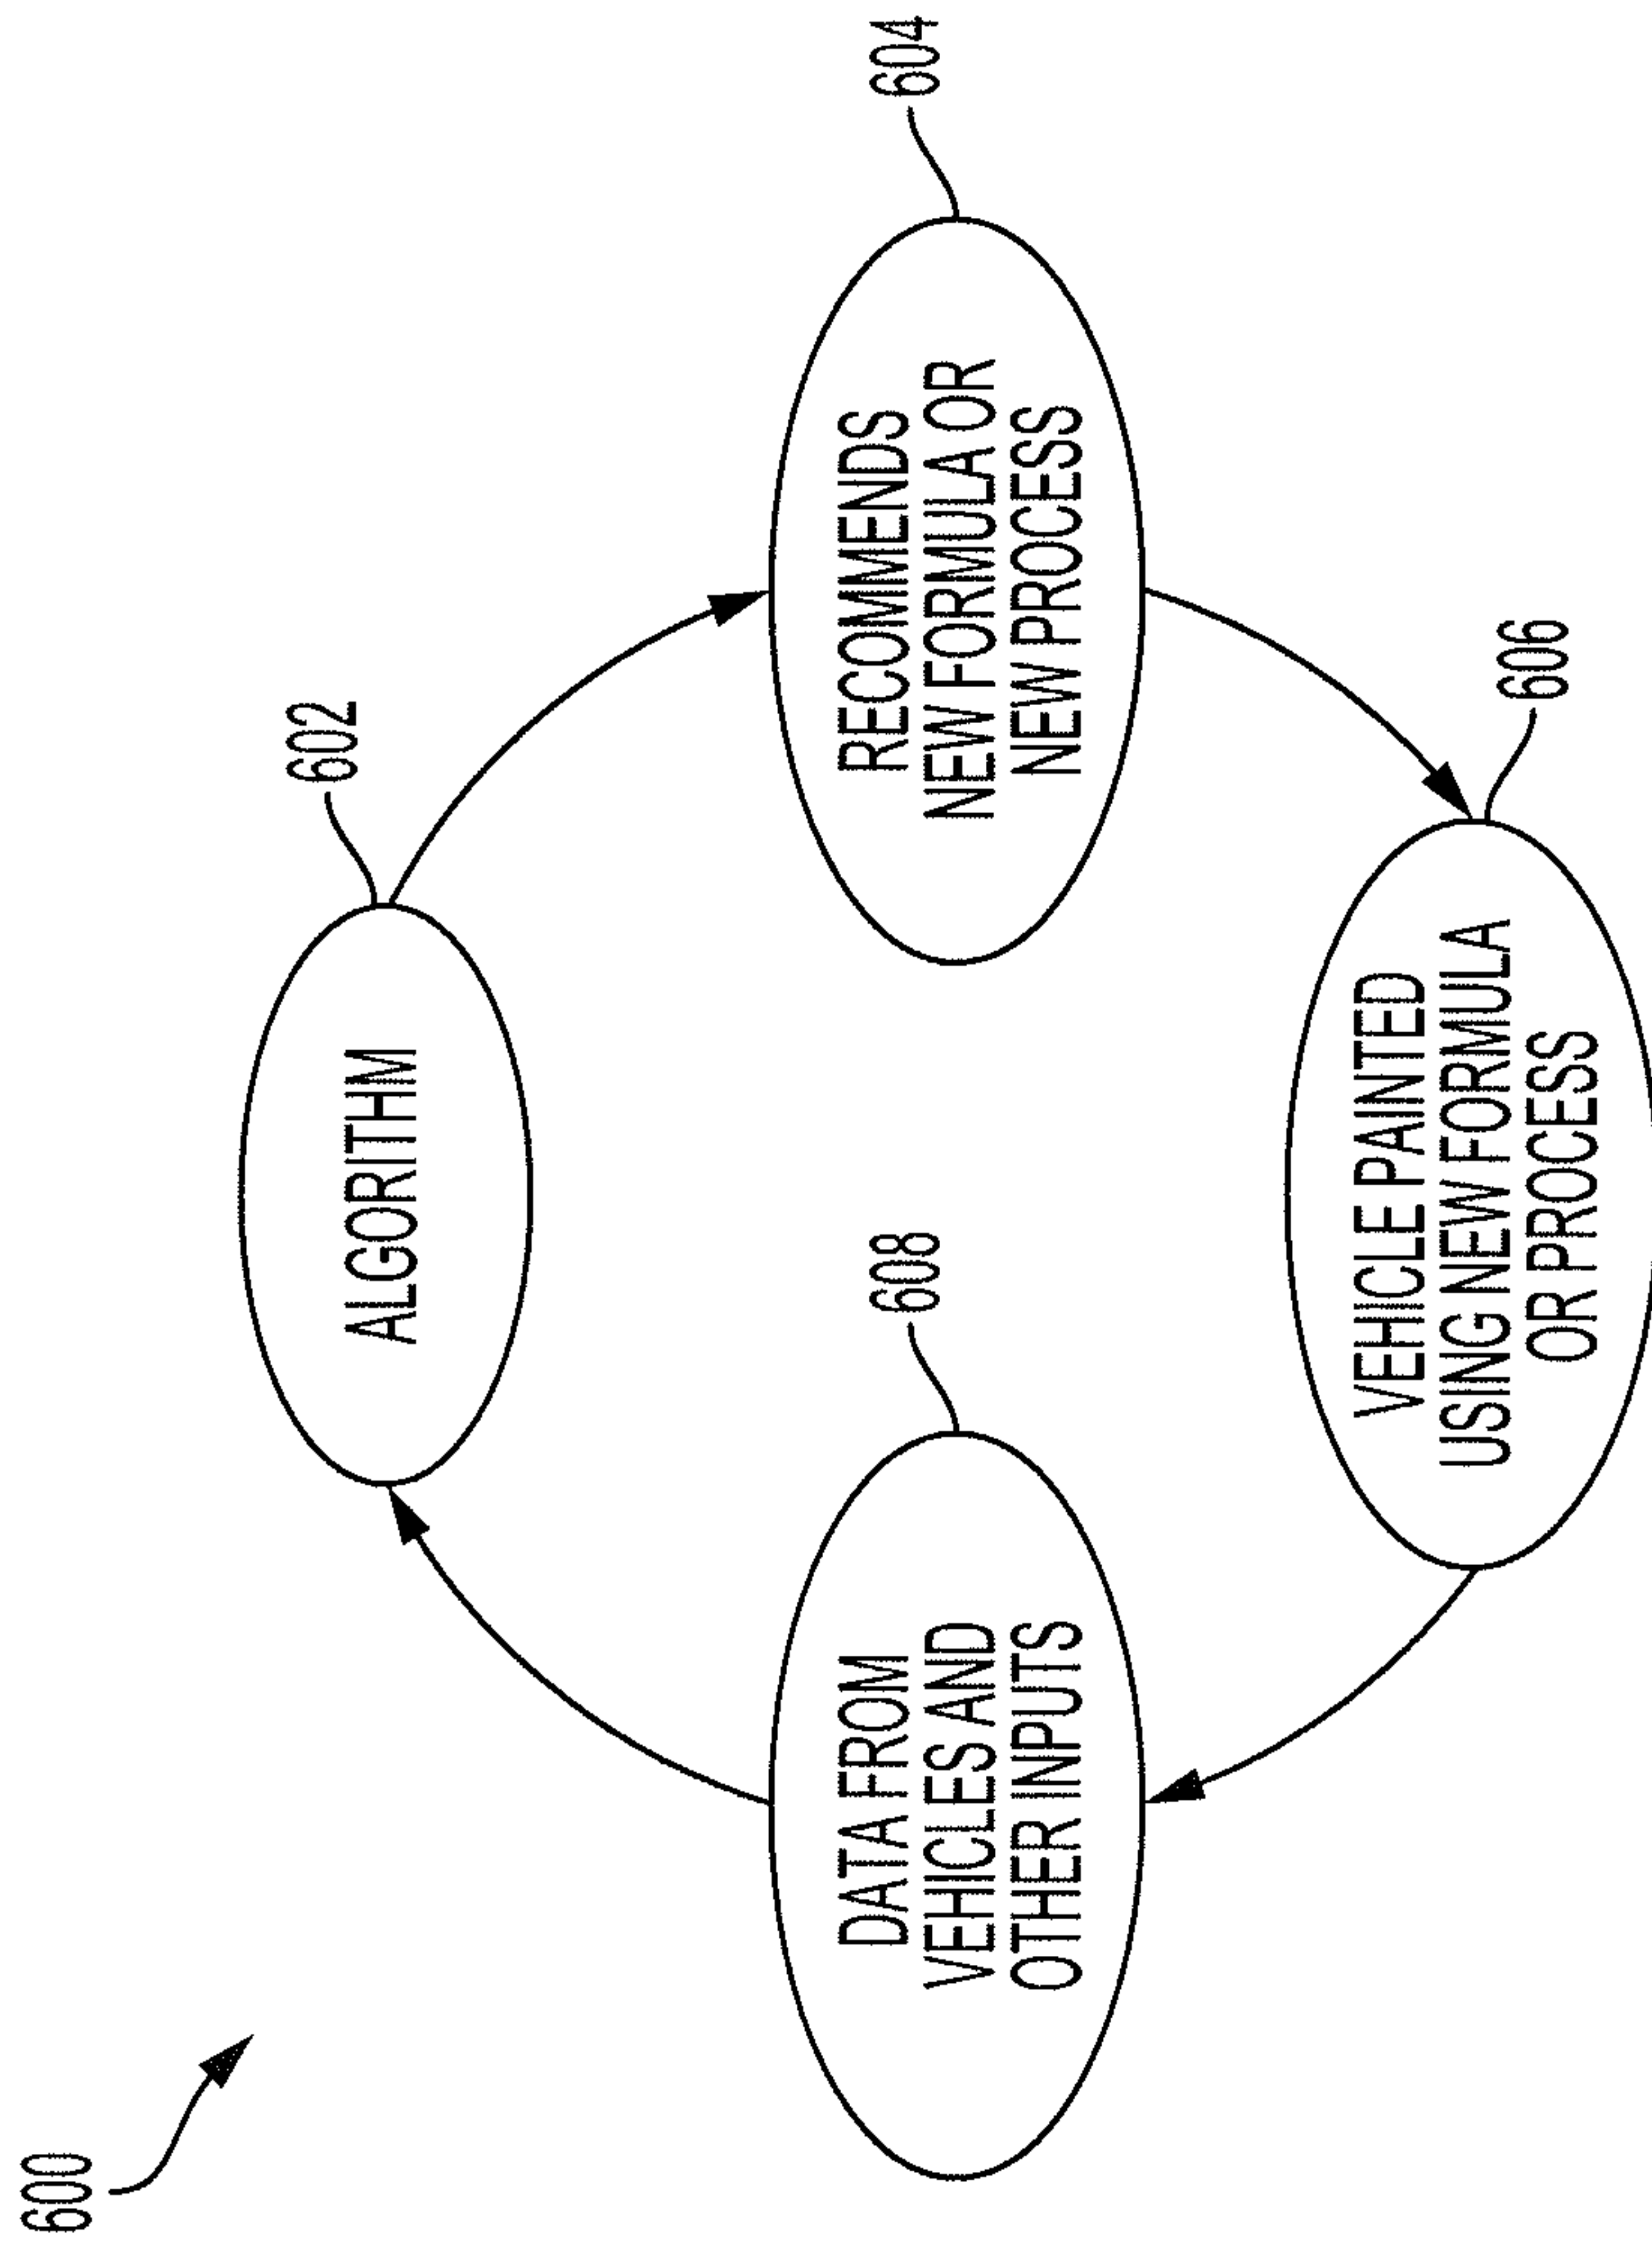 600
602
ALGORITHM
604
RECOMMENDS
NEW FORMULA OR
NEW PROCESS
606
VEHICLE PAINTED
USING NEW FORMULA
OR PROCESS
608
DATA FROM
VEHICLES AND
OTHER INPUTS